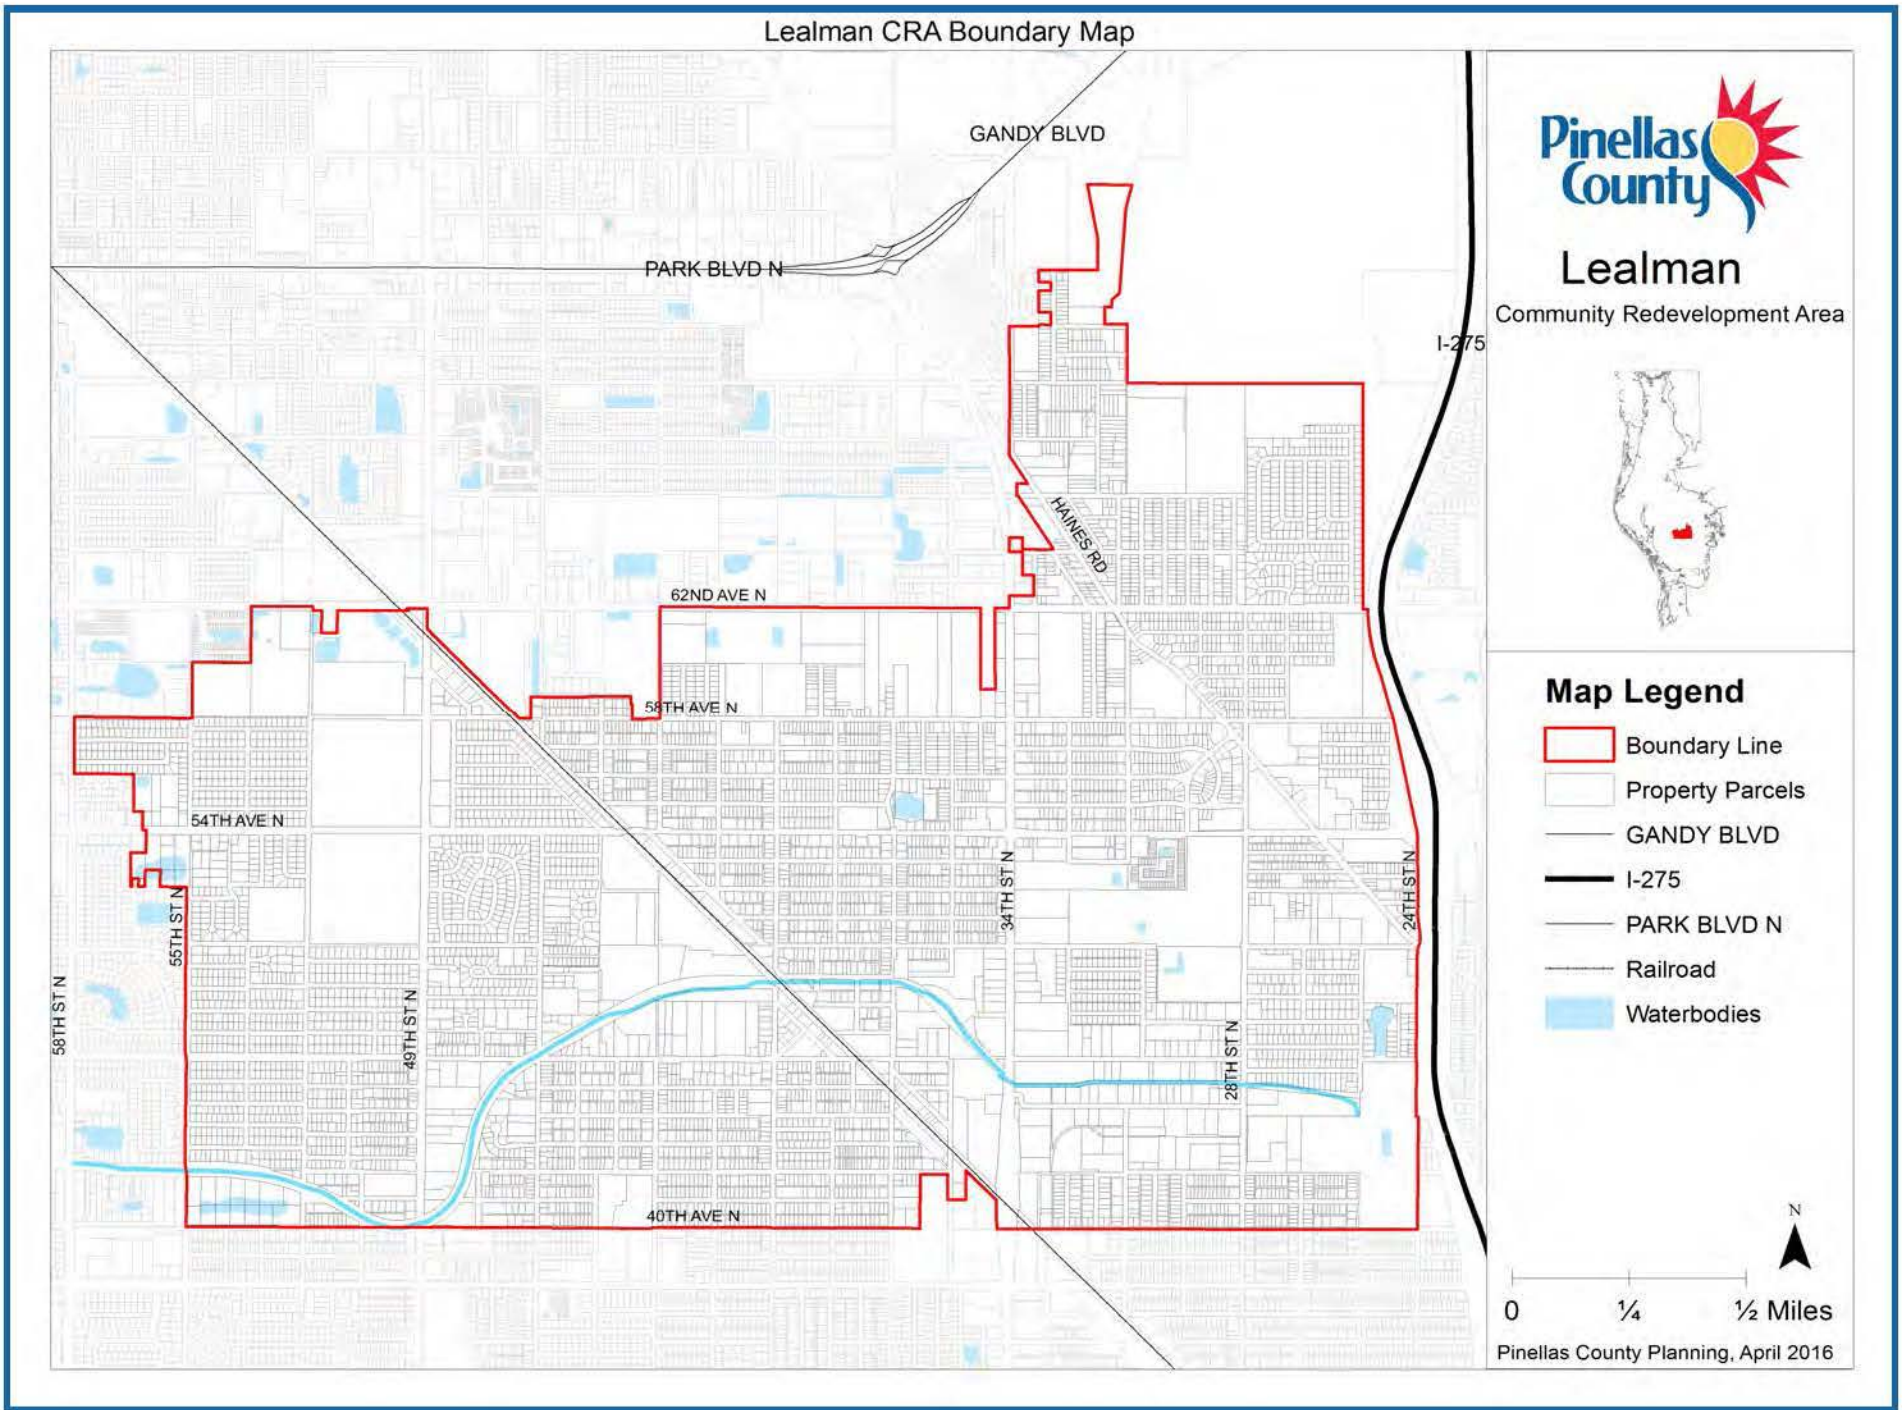 Lealman CRA Boundary Map
GANDY BLVD
PARK BLVD N
I-275
HAINES RD
62ND AVE N
58TH AVE N
54TH AVE N
34TH ST N
24TH ST N
55TH ST N
58TH ST N
49TH ST N
28TH ST N
40TH AVE N
Pinellas
County
Lealman
Community Redevelopment Area
Map Legend
Boundary Line
Property Parcels
GANDY BLVD
I-275
PARK BLVD N
Railroad
Waterbodies
N
0 ¼ ½ Miles
Pinellas County Planning, April 2016